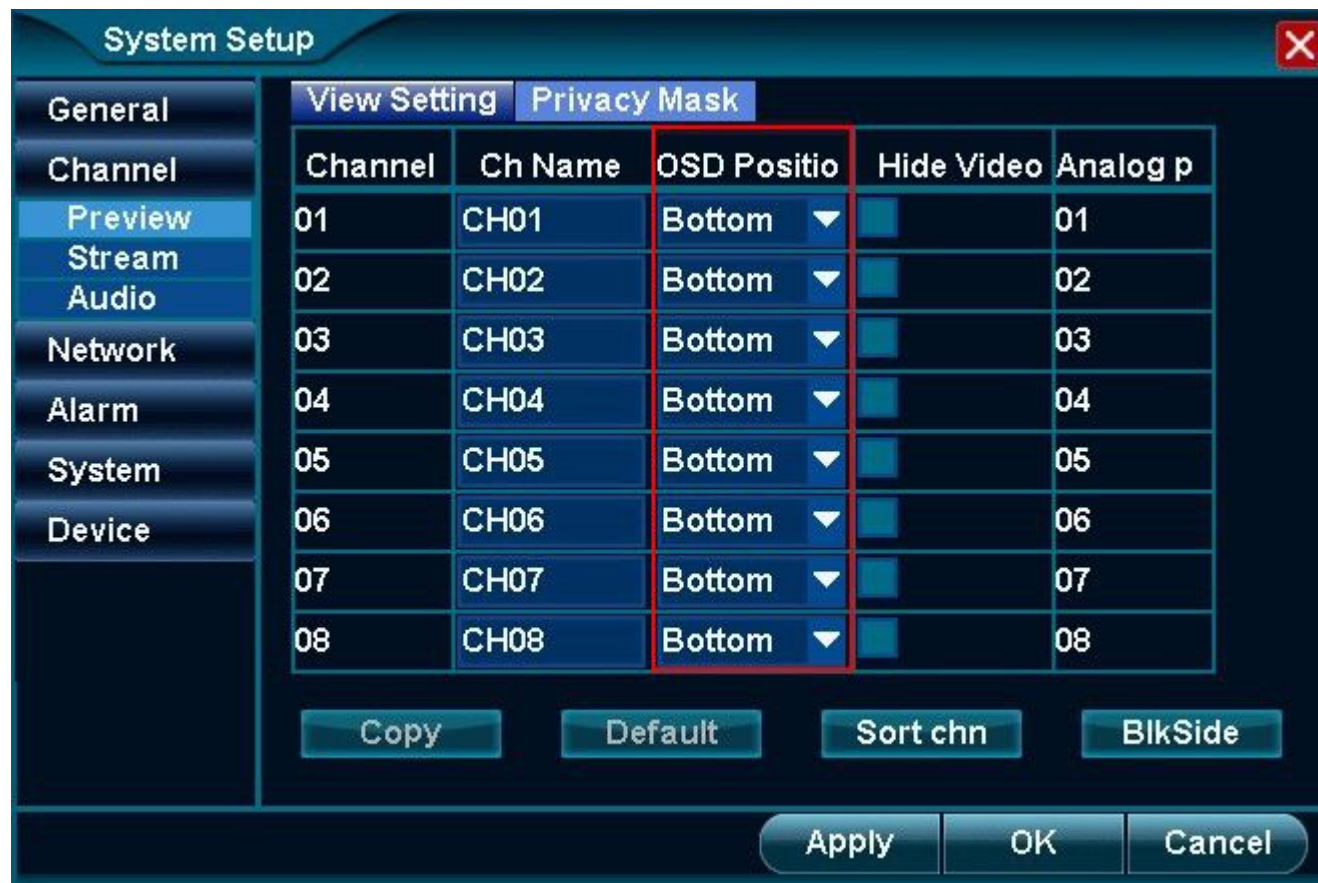 System Setup
General
Channel
Preview
Stream
Audio
Network
Alarm
System
Device
View Setting Privacy Mask
Channel Ch Name OSD Positio Hide Video Analog p
01 CH01 Bottom 01
02 CH02 Bottom 02
03 CH03 Bottom 03
04 CH04 Bottom 04
05 CH05 Bottom 05
06 CH06 Bottom 06
07 CH07 Bottom 07
08 CH08 Bottom 08
Copy Default Sort chn BlkSide
Apply OK Cancel